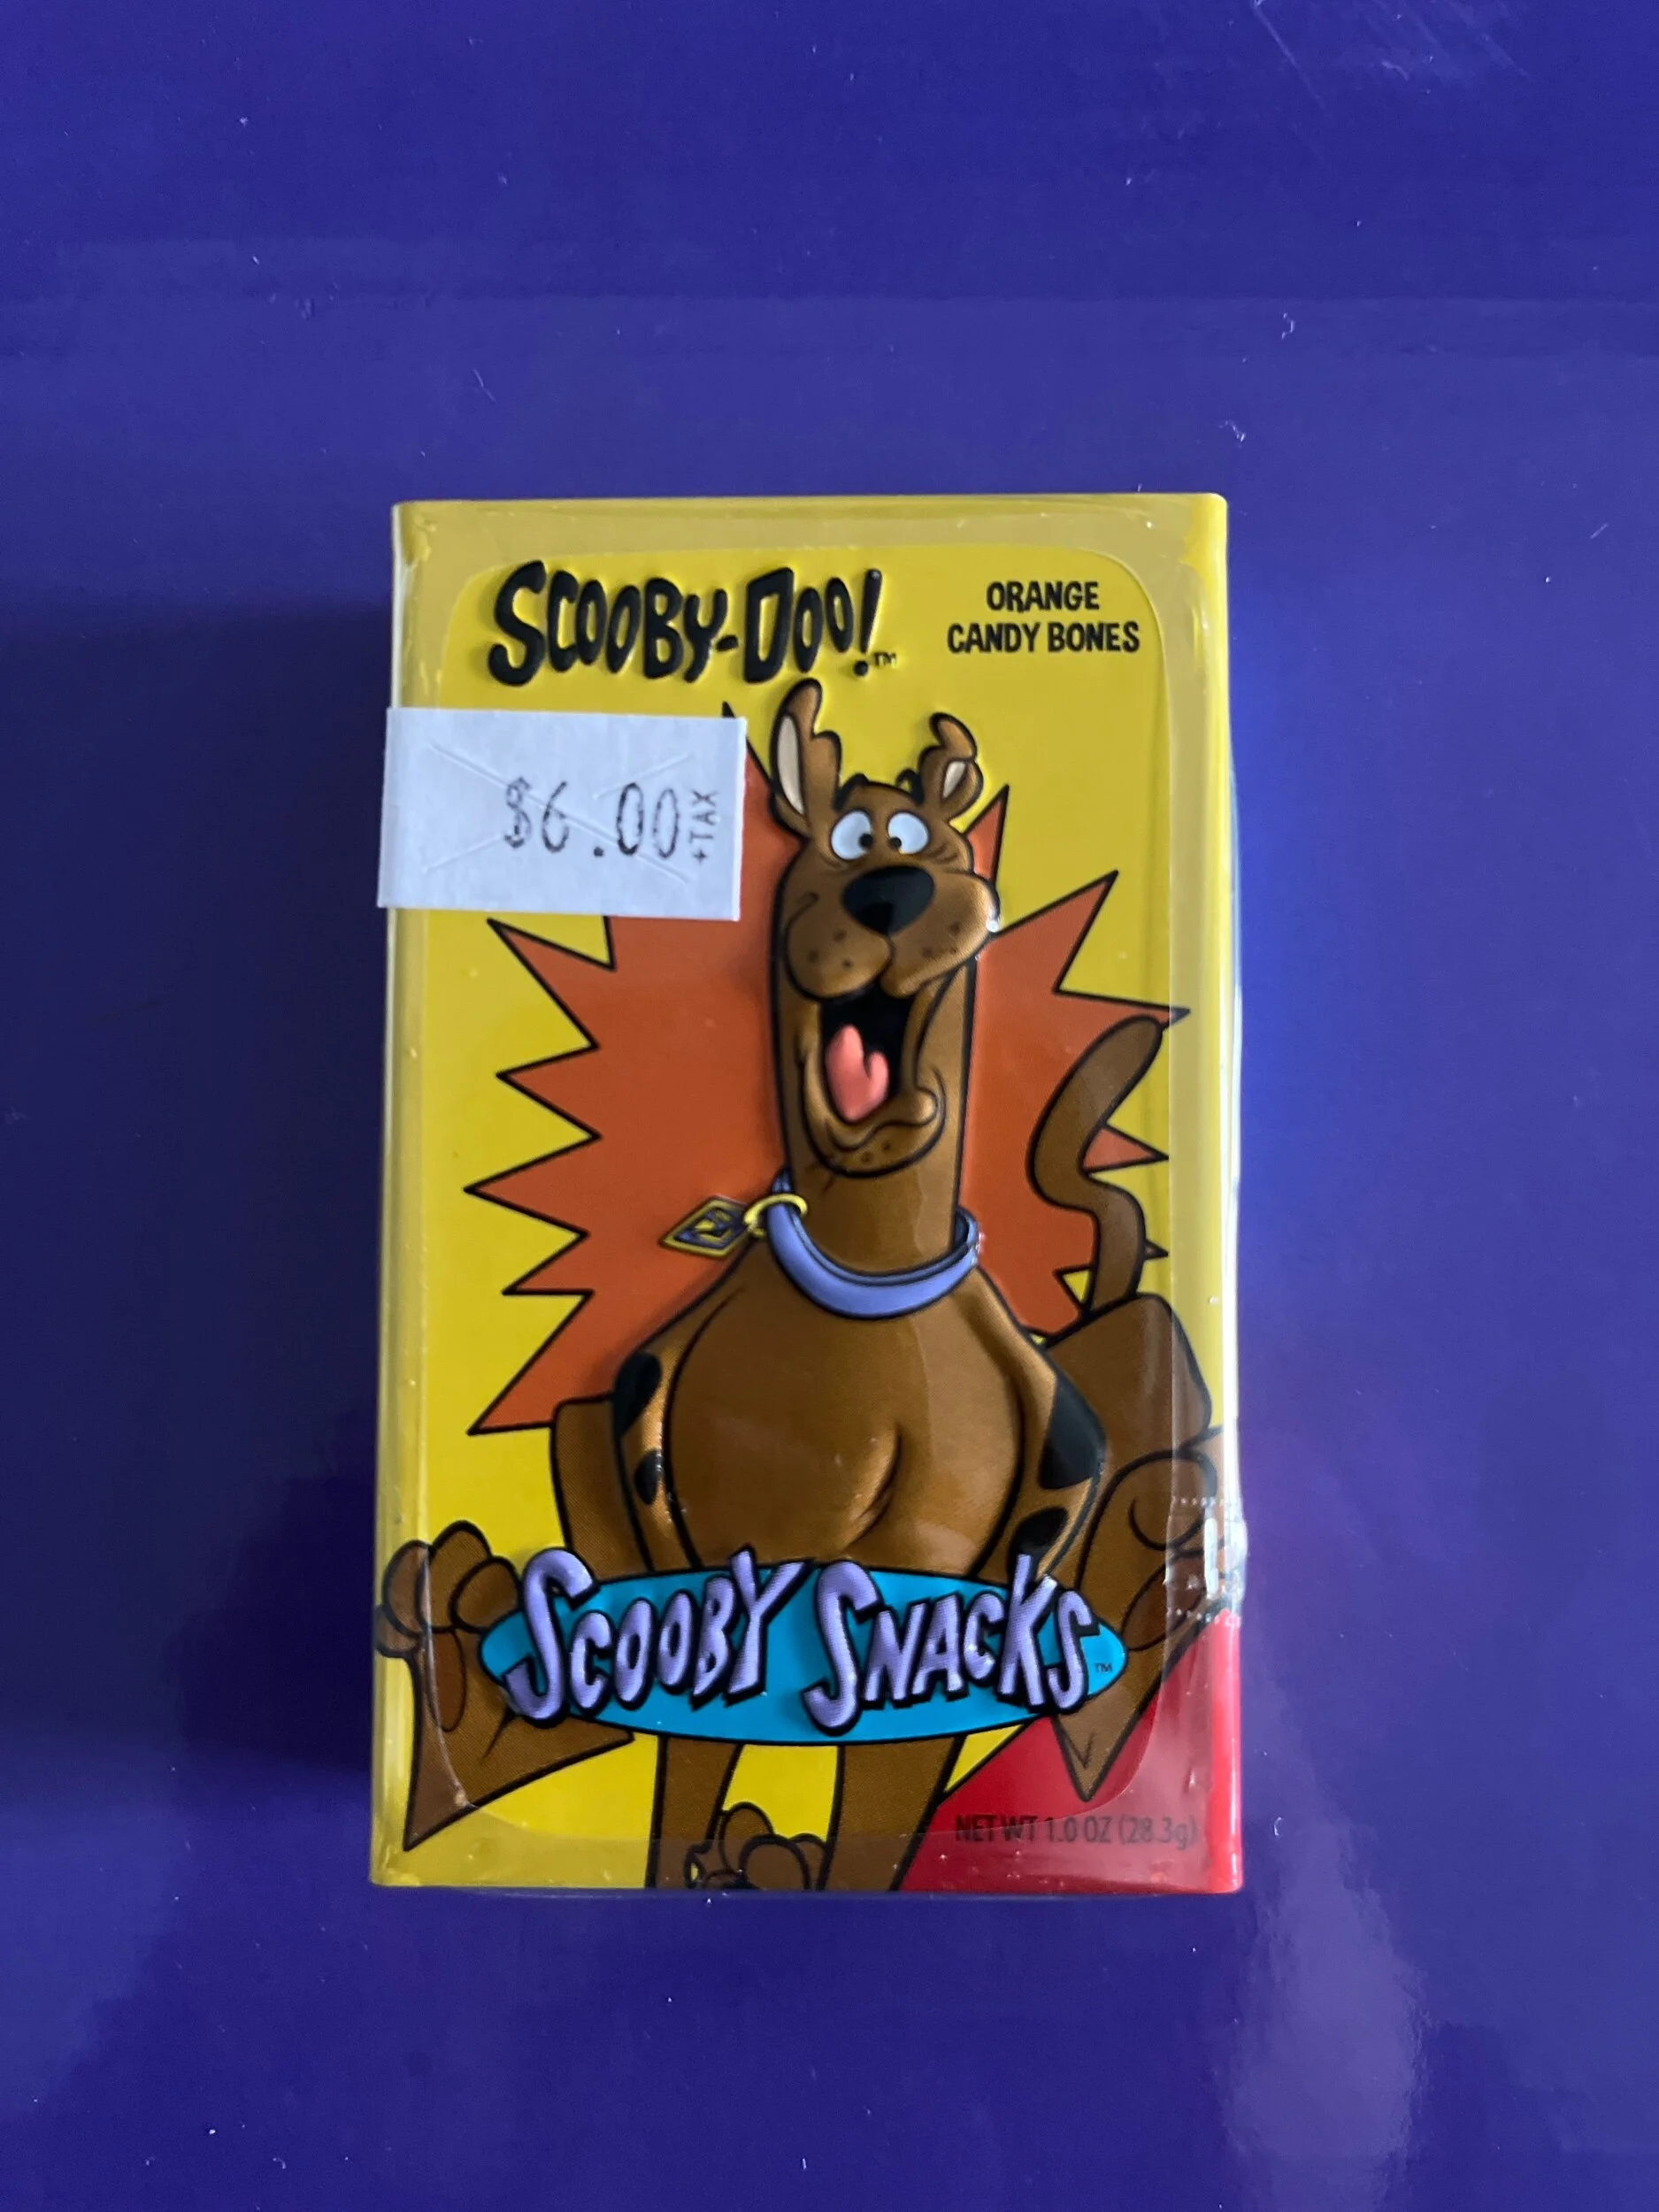 SCOOBY-DOO!™
ORANGE
CANDY BONES
$6.00 +TAX
SCOOBY SNACKS™
NET WT 1.0 OZ (28.3g)